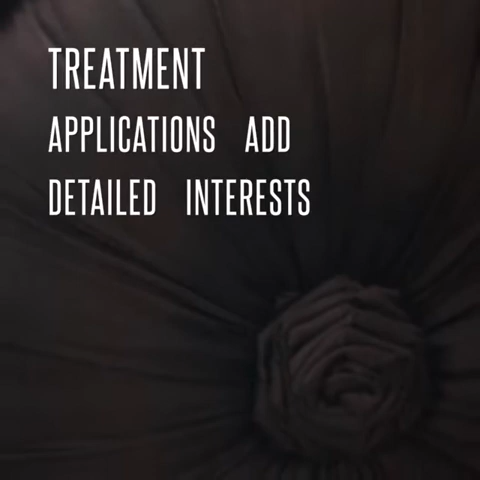 TREATMENT
APPLICATIONS ADD
DETAILED INTERESTS